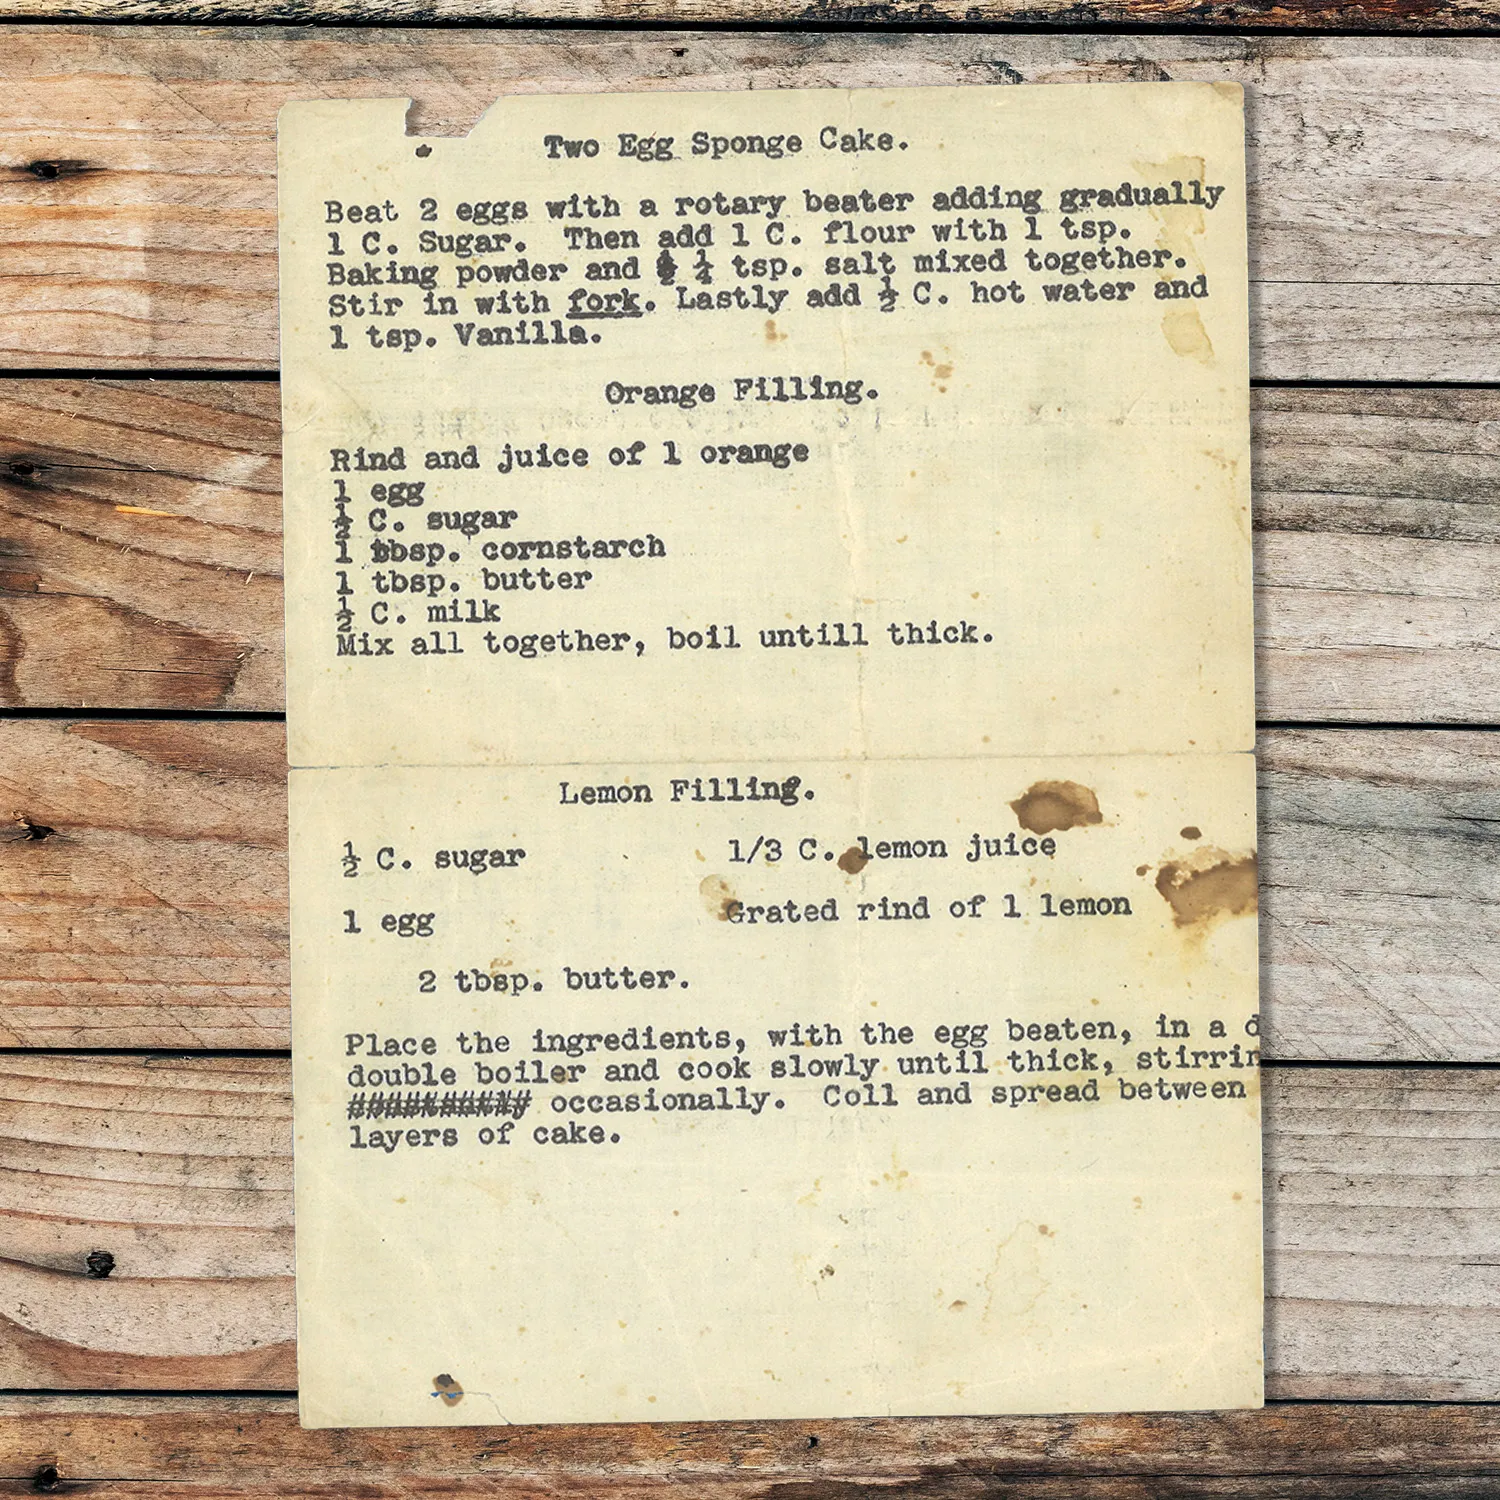 Two Egg Sponge Cake.
Beat 2 eggs with a rotary beater adding gradually
1 C. Sugar. Then add 1 C. flour with 1 tsp.
Baking powder and ¼ tsp. salt mixed together.
Stir in with fork. Lastly add ½ C. hot water and
1 tsp. Vanilla.
Orange Filling.
Rind and juice of 1 orange
1 egg
½ C. sugar
1 tbsp. cornstarch
1 tbsp. butter
½ C. milk
Mix all together, boil untill thick.
Lemon Filling.
½ C. sugar 1/3 C. lemon juice
1 egg Grated rind of 1 lemon
2 tbsp. butter.
Place the ingredients, with the egg beaten, in a d
double boiler and cook slowly until thick, stirrin
########## occasionally. Coll and spread between
layers of cake.